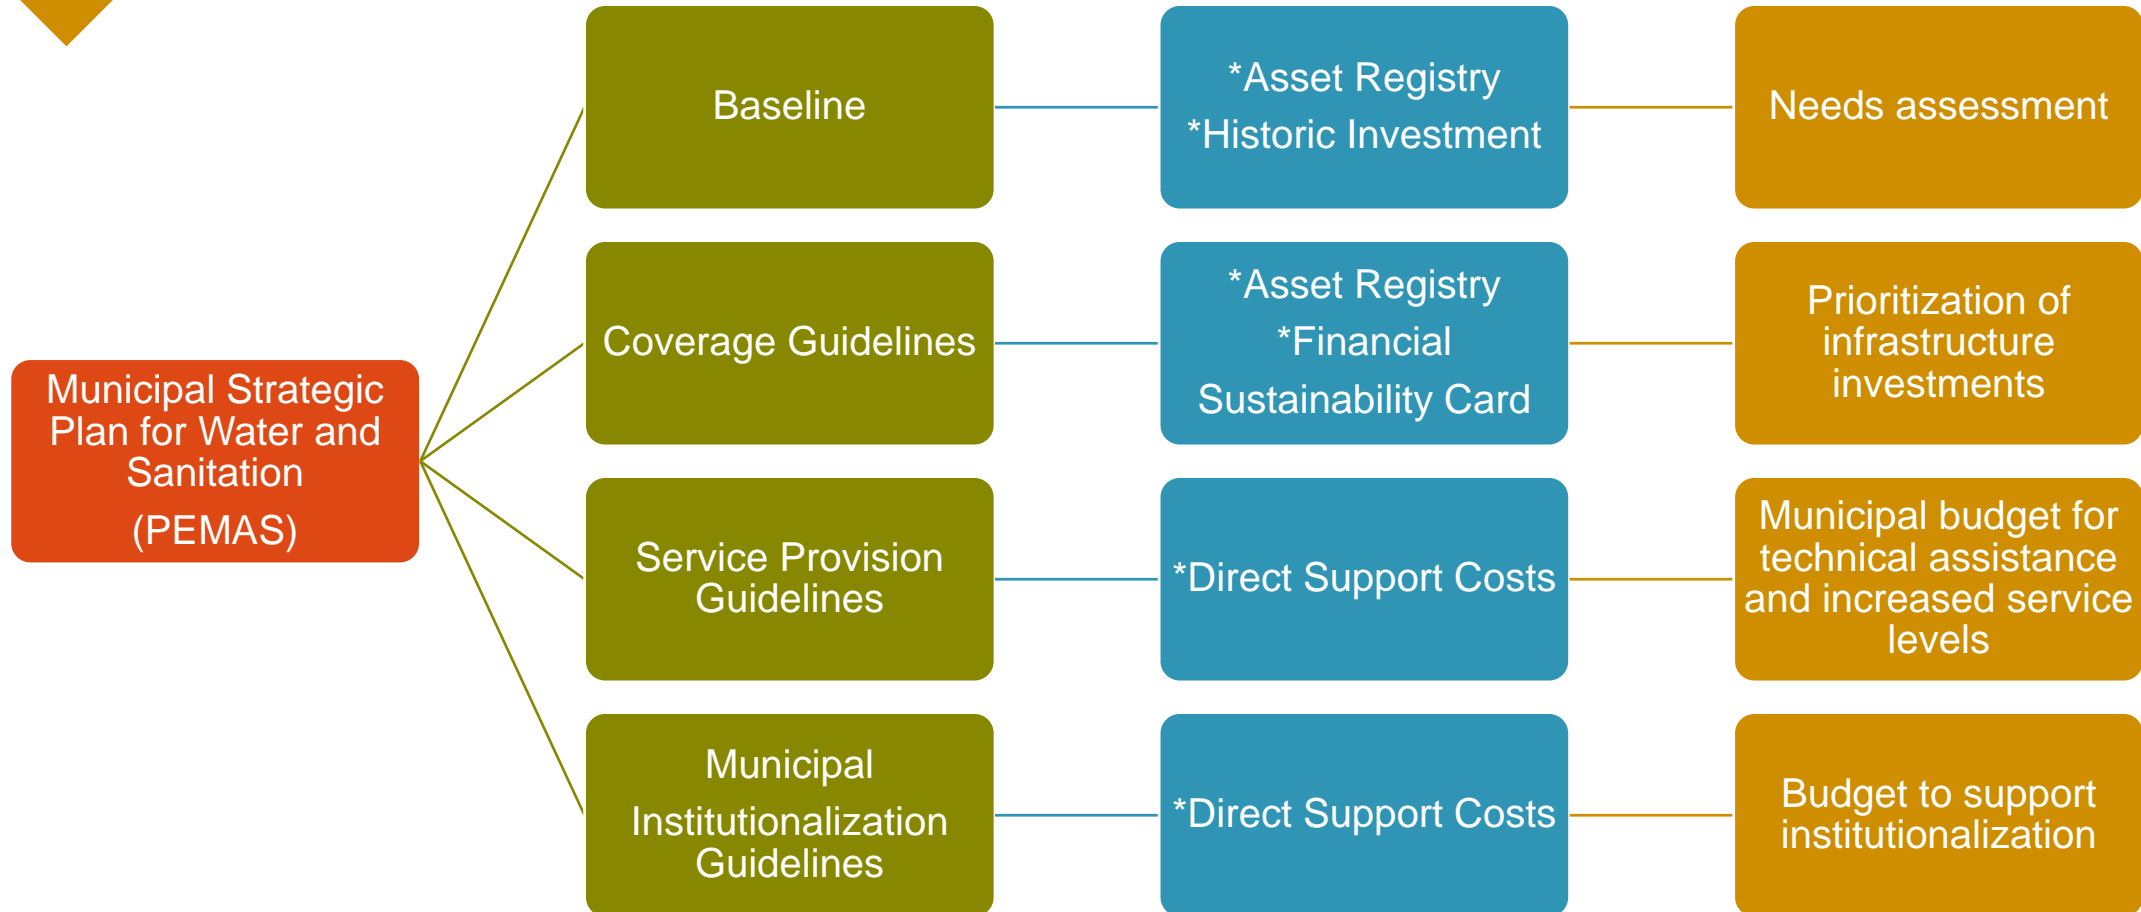 Municipal Strategic
Plan for Water and
Sanitation
(PEMAS)
Baseline
*Asset Registry
*Historic Investment
Needs assessment
Coverage Guidelines
*Asset Registry
*Financial
Sustainability Card
Prioritization of
infrastructure
investments
Service Provision
Guidelines
*Direct Support Costs
Municipal budget for
technical assistance
and increased service
levels
Municipal
Institutionalization
Guidelines
*Direct Support Costs
Budget to support
institutionalization